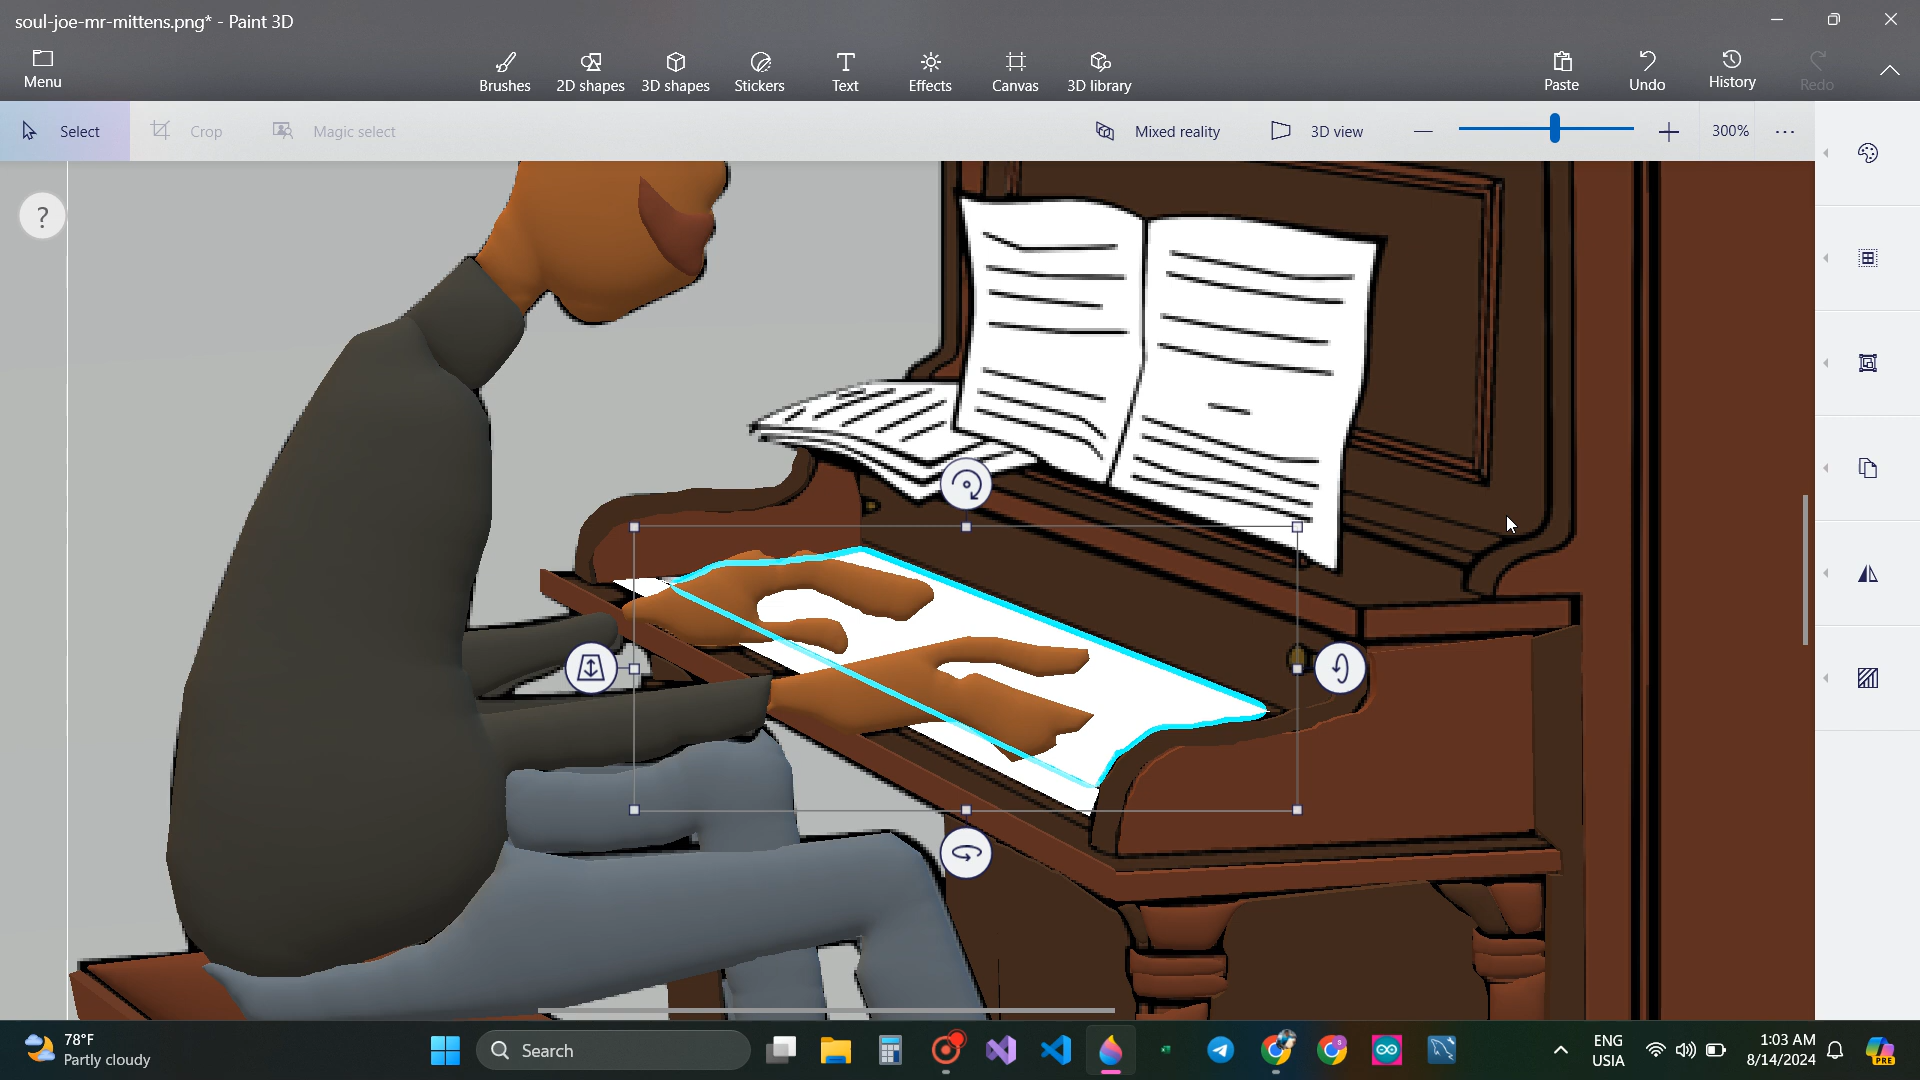 soul-joe-mr-mittens.png* - Paint 3D
Menu
Brushes 2D shapes 3D shapes Stickers Text Effects Canvas 3D library Paste Undo History Redo
Select Crop Magic select Mixed reality 3D view 300%
?
78°F
Partly cloudy
Search
ENG
USIA
1:03 AM
8/14/2024
PRE